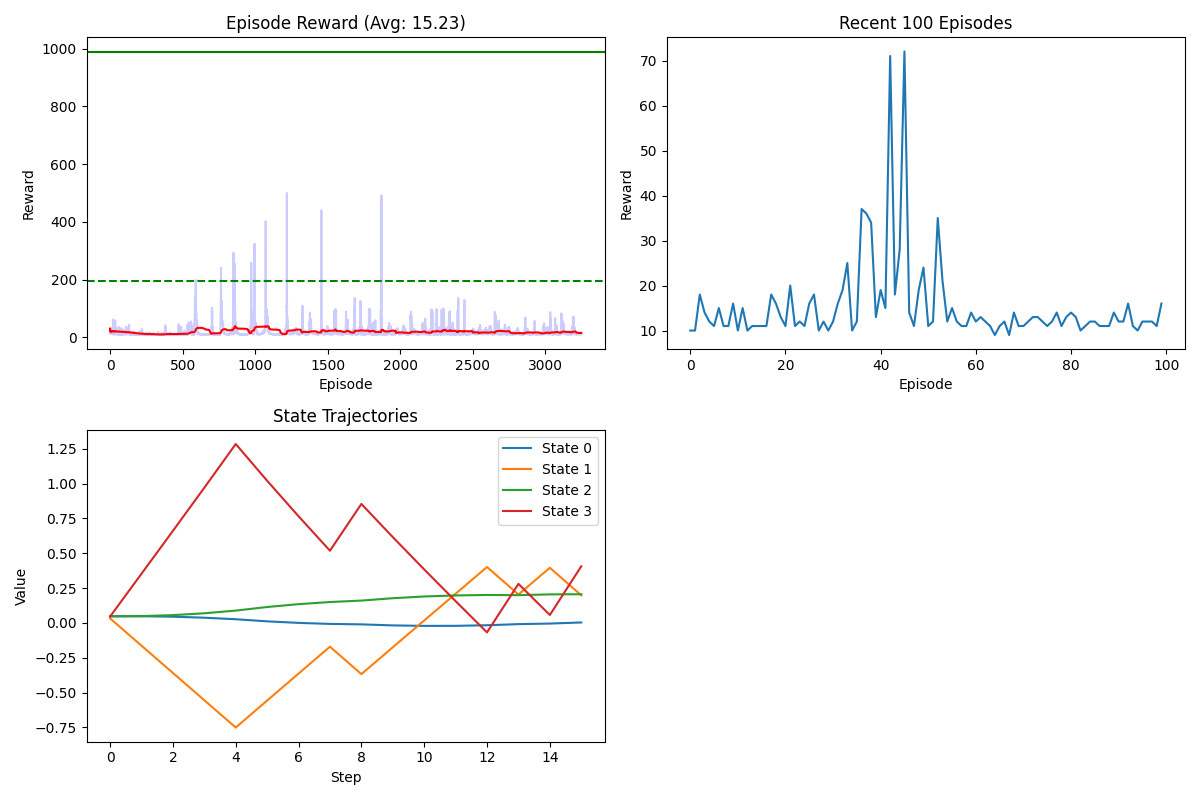 Episode Reward (Avg: 15.23)
Reward
1000
800
600
400
200
0
0 500 1000 1500 2000 2500 3000
Episode
Recent 100 Episodes
Reward
70
60
50
40
30
20
10
0 20 40 60 80 100
Episode
State Trajectories
Value
1.25
1.00
0.75
0.50
0.25
0.00
−0.25
−0.50
−0.75
State 0
State 1
State 2
State 3
0 2 4 6 8 10 12 14
Step